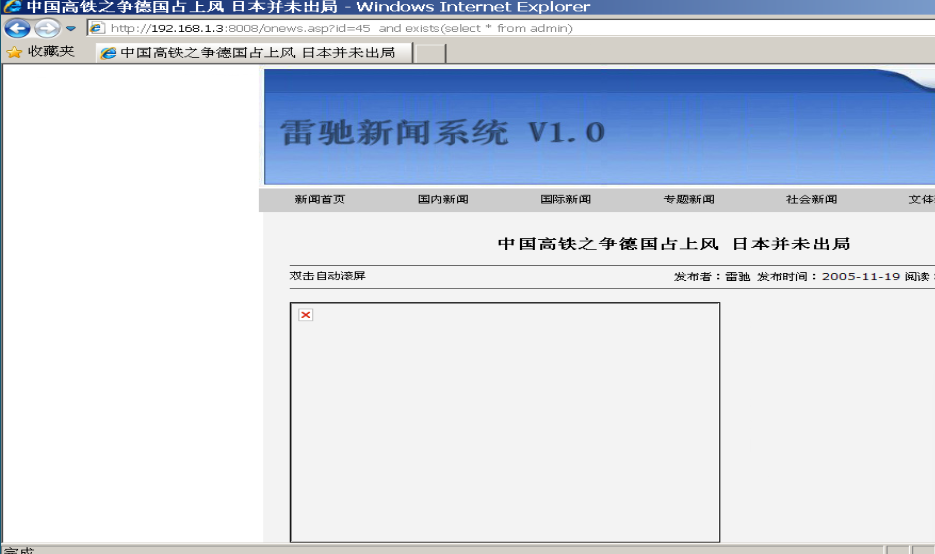 中国高铁之争德国占上风 日本并未出局 - Windows Internet Explorer
http://192.168.1.3:8008/onews.asp?id=45 and exists(select * from admin)
收藏夹 中国高铁之争德国占上风 日本并未出局
雷驰新闻系统 V1.0
新闻首页 国内新闻 国际新闻 专题新闻 社会新闻 文体
中国高铁之争德国占上风 日本并未出局
双击自动滚屏 发布者：雷驰 发布时间：2005-11-19 阅读：
完成